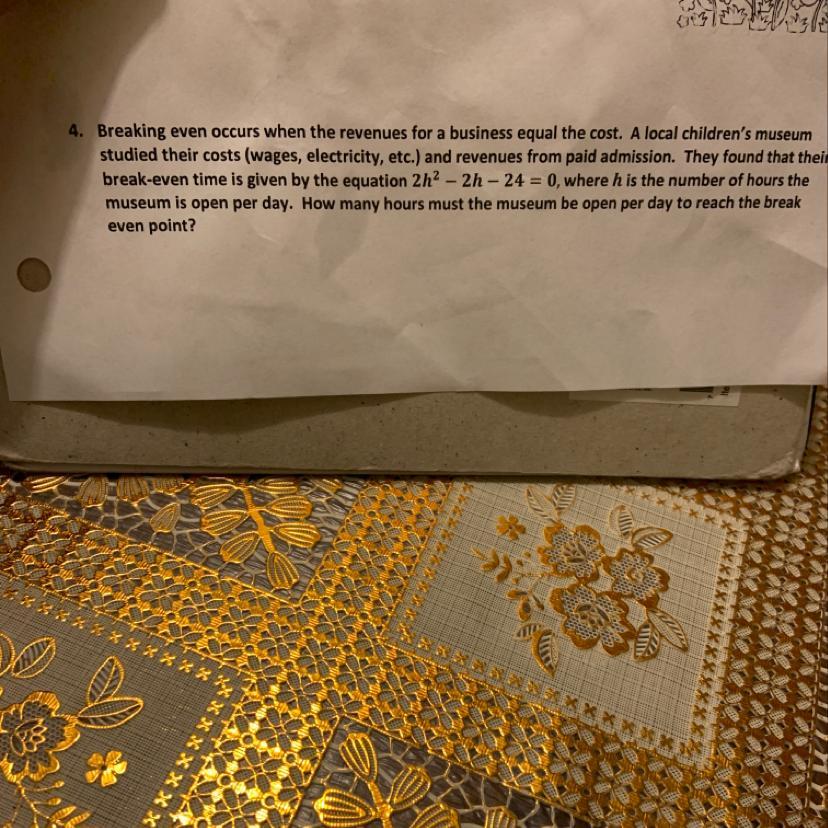 4. Breaking even occurs when the revenues for a business equal the cost. A local children's museum
studied their costs (wages, electricity, etc.) and revenues from paid admission. They found that their
break-even time is given by the equation 2h² − 2h − 24 = 0, where h is the number of hours the
museum is open per day. How many hours must the museum be open per day to reach the break
even point?